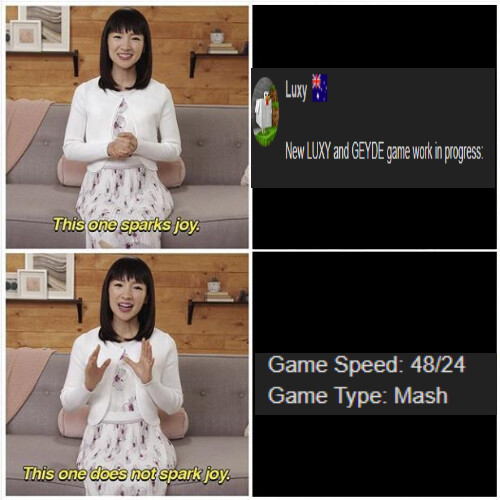 This one sparks joy.
Luxy
New LUXY and GEYDE game work in progress:
This one does not spark joy.
Game Speed: 48/24
Game Type: Mash